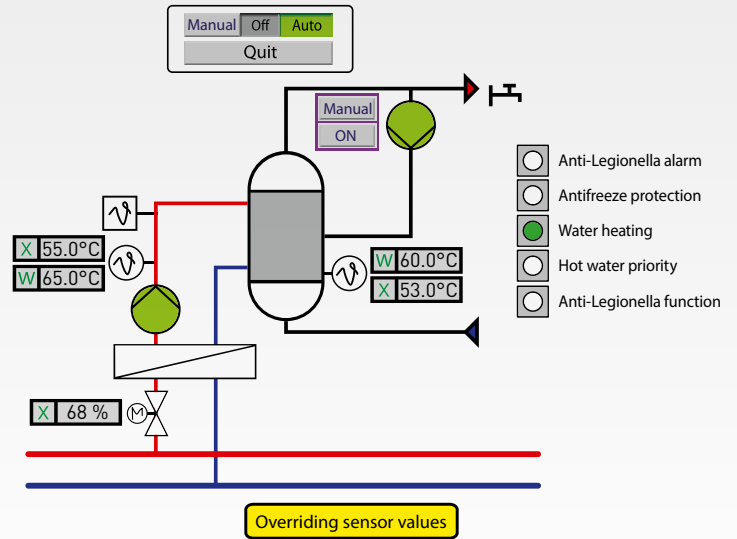 Manual Off Auto
Quit
Manual
ON
Anti-Legionella alarm
Antifreeze protection
Water heating
Hot water priority
Anti-Legionella function
X 55.0°C
W 65.0°C
W 60.0°C
X 53.0°C
X 68 %
M
Overriding sensor values